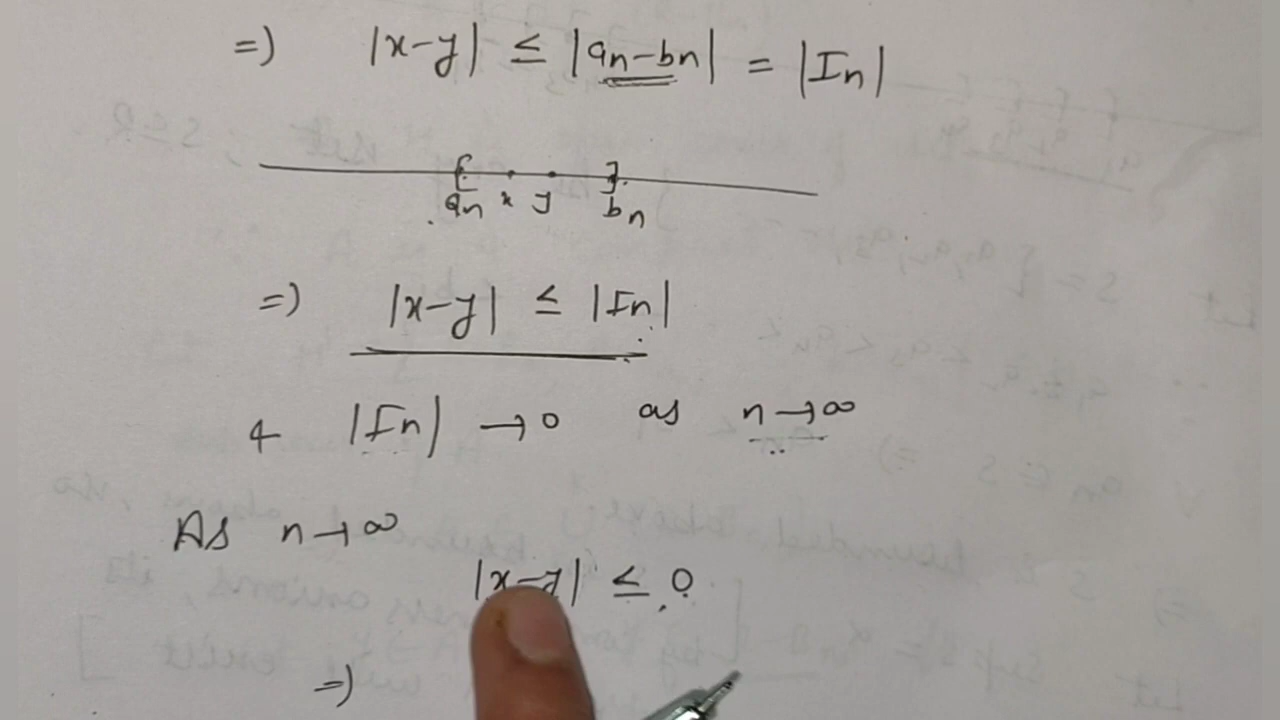 =) |x-y| ≤ |an-bn| = |In|
[ ]
an x y bn
=) |x-y| ≤ |In|
& |In| → 0 as n→∞
As n→∞
|x-y| ≤ 0
=)